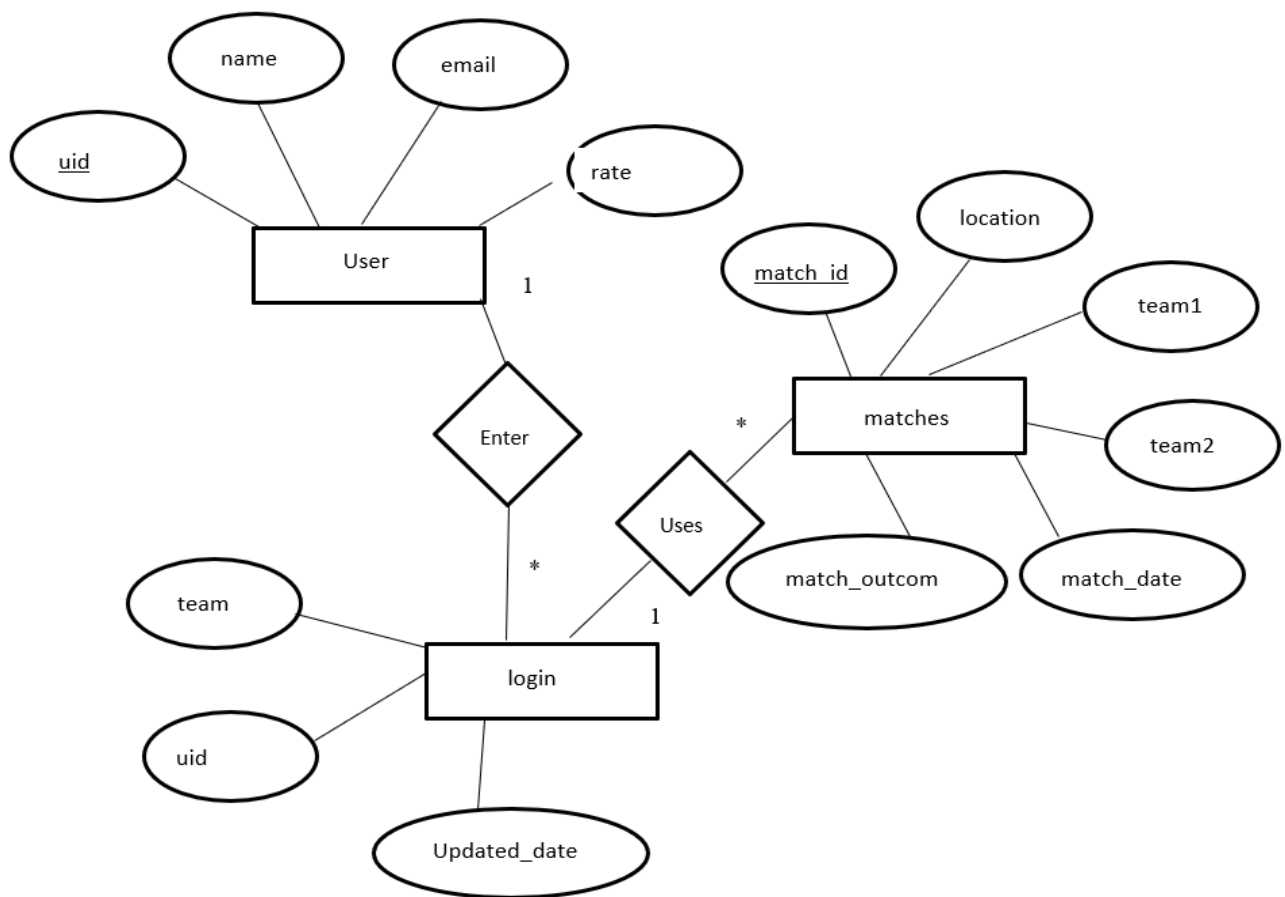 name
email
uid
rate
User
location
match_id
1
team1
matches
Enter
*
team2
Uses
*
match_outcom
match_date
team
1
login
uid
Updated_date